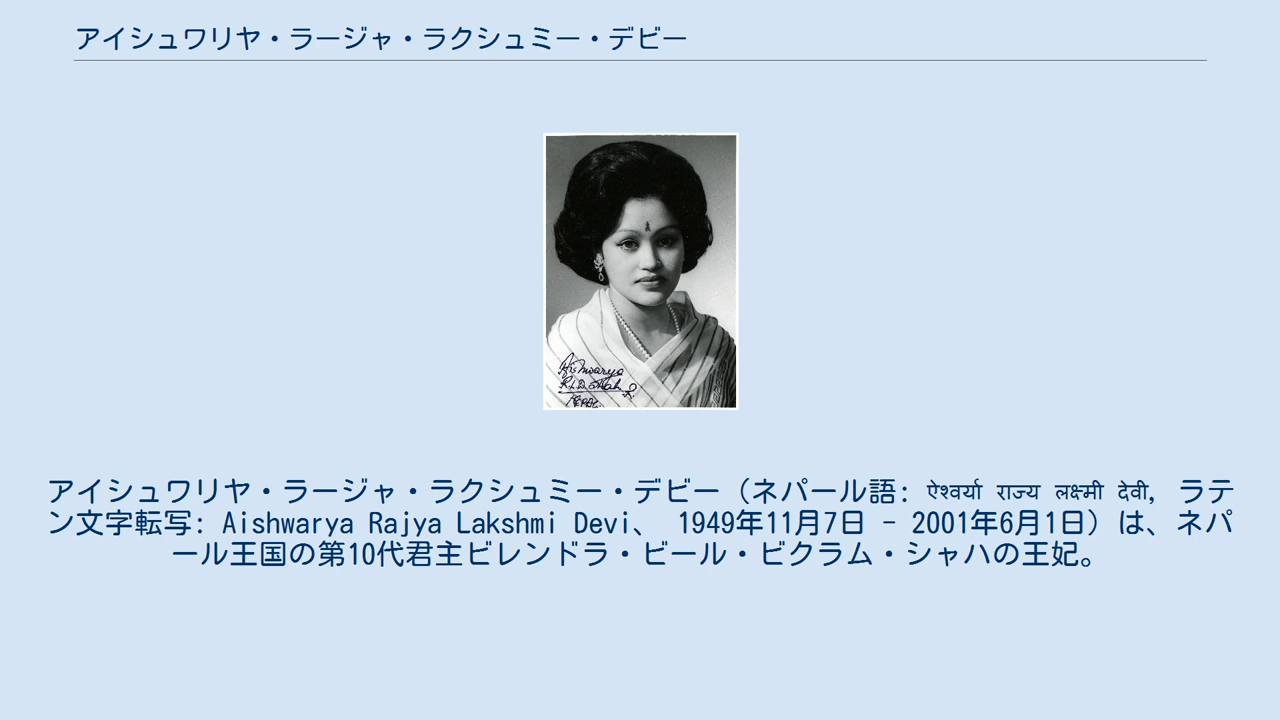 アイシュワリヤ・ラージャ・ラクシュミー・デビー
Aishwarya
アイシュワリヤ・ラージャ・ラクシュミー・デビー（ネパール語: ऐश्वर्या राज्य लक्ष्मी देवी, ラテ
ン文字転写: Aishwarya Rajya Lakshmi Devi、 1949年11月7日 - 2001年6月1日）は、ネパ
ール王国の第10代君主ビレンドラ・ビール・ビクラム・シャハの王妃。